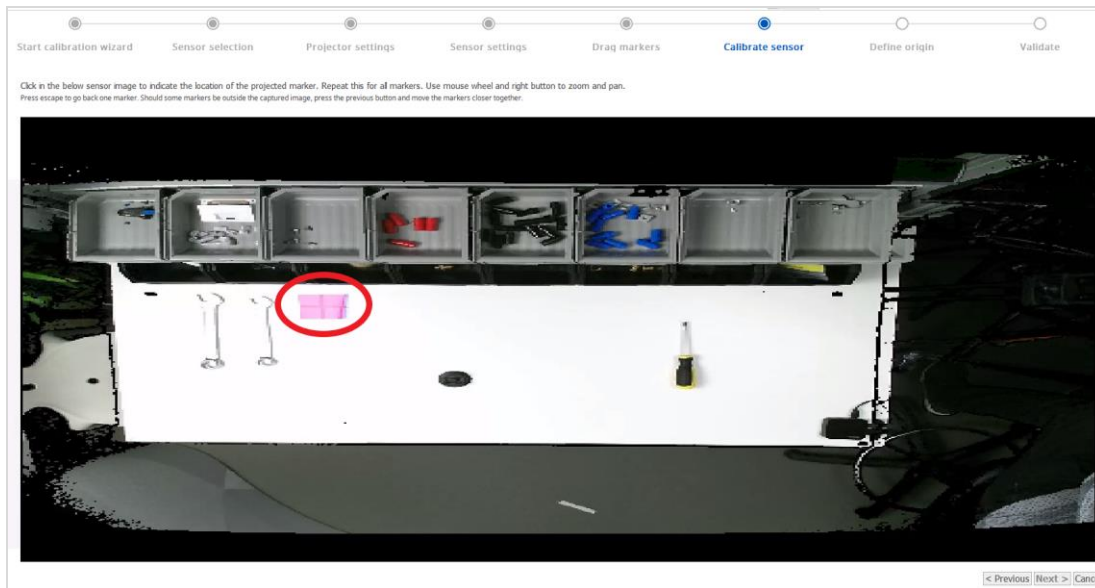 Start calibration wizard
Sensor selection
Projector settings
Sensor settings
Drag markers
Calibrate sensor
Define origin
Validate
Click in the below sensor image to indicate the location of the projected marker. Repeat this for all markers. Use mouse wheel and right button to zoom and pan.
Press escape to go back one marker. Should some markers be outside the captured image, press the previous button and move the markers closer together.
< Previous Next > Canc